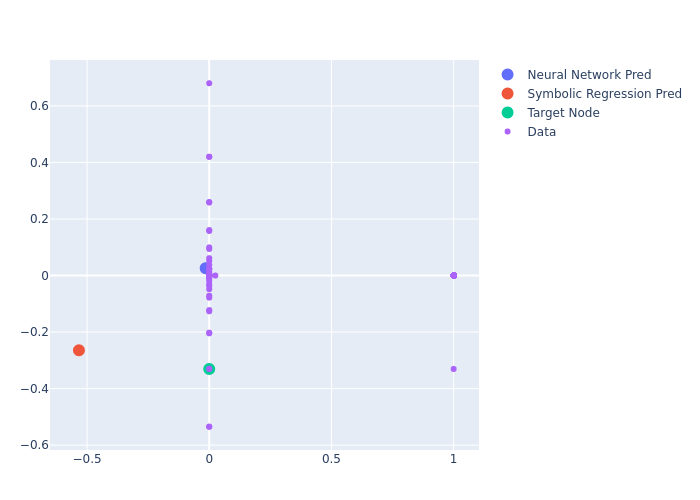 Neural Network Pred
Symbolic Regression Pred
Target Node
Data
0.6
0.4
0.2
0
−0.2
−0.4
−0.6
−0.5
0
0.5
1